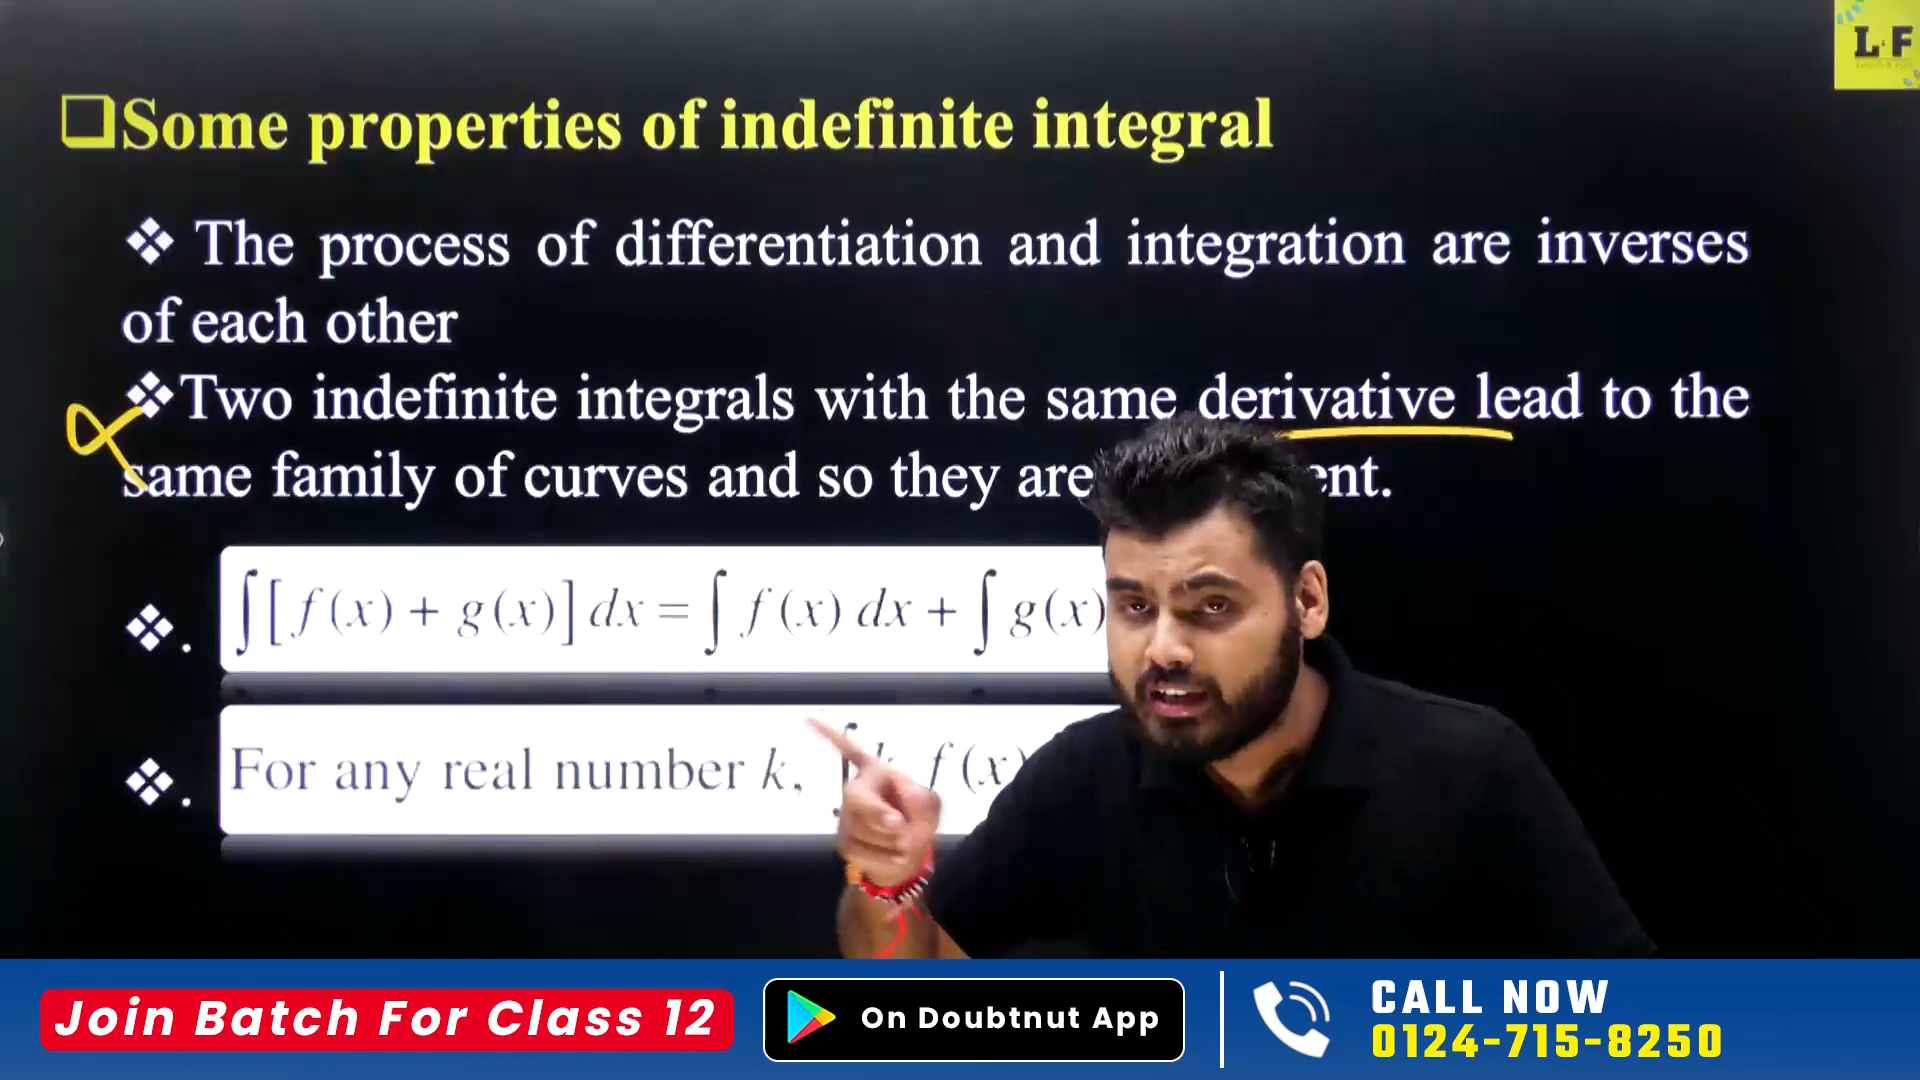 L F
Some properties of indefinite integral
❖ The process of differentiation and integration are inverses
of each other
❖Two indefinite integrals with the same derivative lead to the
same family of curves and so they are
❖. ∫[f(x) + g(x)] dx = ∫ f(x) dx + ∫ g(x)
❖. For any real number k, ∫ k f(x)
Join Batch For Class 12
On Doubtnut App
CALL NOW
0124-715-8250